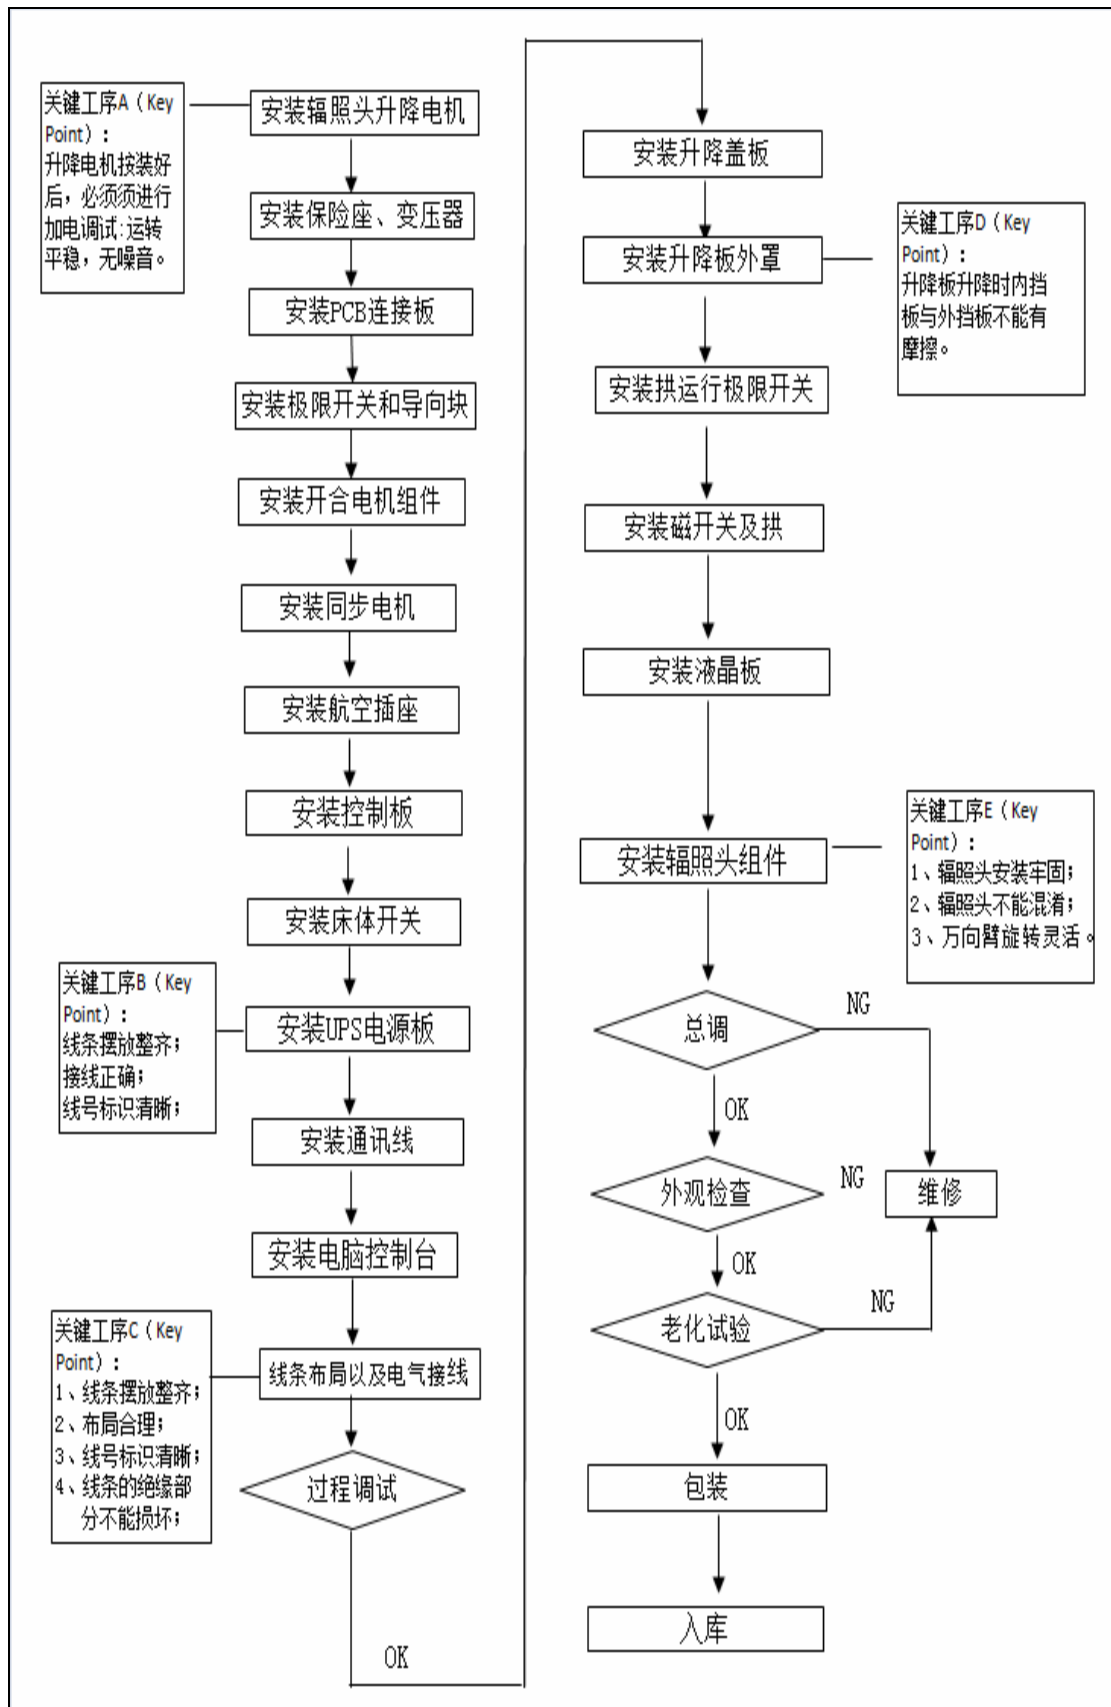 关键工序A（Key
Point）：
升降电机按装好
后，必须须进行
加电调试:运转
平稳，无噪音。
安装辐照头升降电机
安装保险座、变压器
安装PCB连接板
安装极限开关和导向块
安装开合电机组件
安装同步电机
安装航空插座
安装控制板
安装床体开关
关键工序B（Key
Point）：
线条摆放整齐；
接线正确；
线号标识清晰；
安装UPS电源板
安装通讯线
安装电脑控制台
关键工序C（Key
Point）：
1、线条摆放整齐；
2、布局合理；
3、线号标识清晰；
4、线条的绝缘部
分不能损坏；
线条布局以及电气接线
过程调试
OK
安装升降盖板
安装升降板外罩
关键工序D（Key
Point）：
升降板升降时内挡
板与外挡板不能有
摩擦。
安装拱运行极限开关
安装磁开关及拱
安装液晶板
安装辐照头组件
关键工序E（Key
Point）：
1、辐照头安装牢固；
2、辐照头不能混淆；
3、万向臂旋转灵活。
总调
NG
OK
外观检查
NG
维修
OK
老化试验
NG
OK
包装
入库